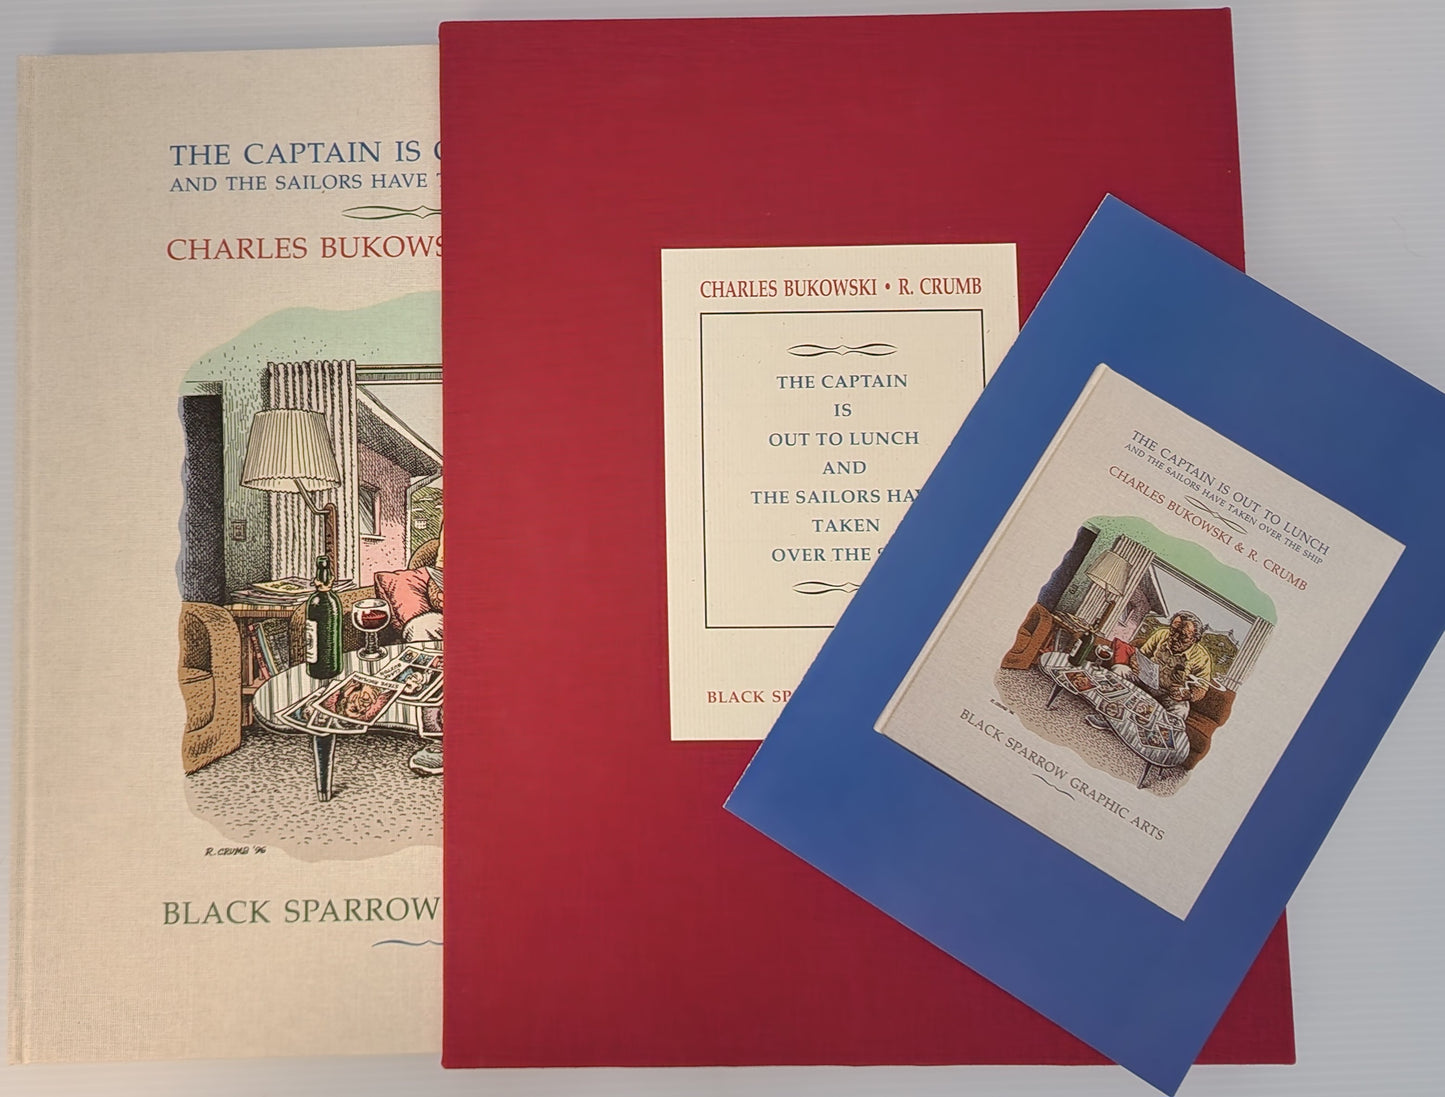 THE CAPTAIN IS
AND THE SAILORS HAVE
CHARLES BUKOWS
R. CRUMB '96
BLACK SPARROW
CHARLES BUKOWSKI • R. CRUMB
THE CAPTAIN
IS
OUT TO LUNCH
AND
THE SAILORS HAV
TAKEN
OVER THE S
BLACK SP
THE CAPTAIN IS OUT TO LUNCH
AND THE SAILORS HAVE TAKEN OVER THE SHIP
CHARLES BUKOWSKI & R. CRUMB
BLACK SPARROW GRAPHIC ARTS